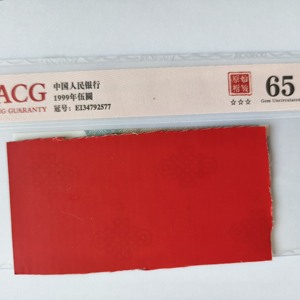 ACG
NG GUARANTY
中国人民银行
1999年伍圆
冠号: EI34792577
☆☆☆
65
Gem Uncirculated